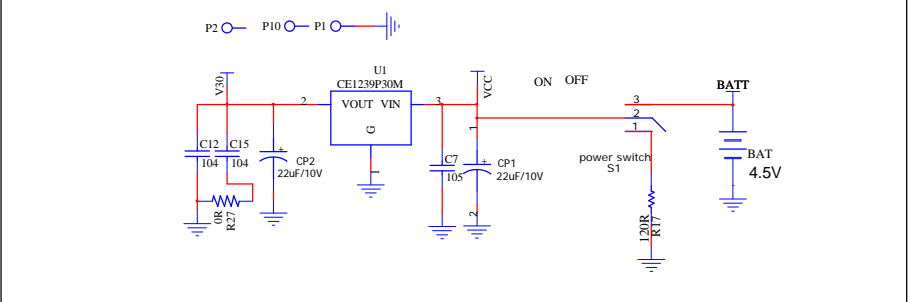 P2 P10 P1
U1
CE1239P30M
V30
2 VOUT VIN 3
G
1
VCC
ON OFF
BATT
3
2
1
power switch
S1
BAT
4.5V
C12
104
C15
104
CP2
22uF/10V
C7
105
1
CP1
22uF/10V
2
0R
R27
120R
R17